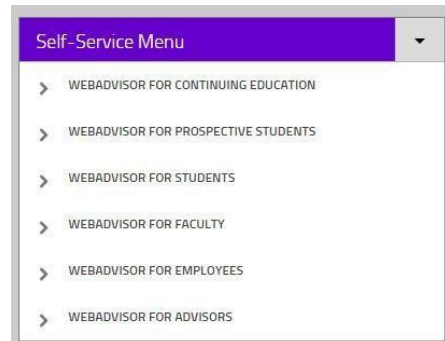 Self-Service Menu
WEBADVISOR FOR CONTINUING EDUCATION
WEBADVISOR FOR PROSPECTIVE STUDENTS
WEBADVISOR FOR STUDENTS
WEBADVISOR FOR FACULTY
WEBADVISOR FOR EMPLOYEES
WEBADVISOR FOR ADVISORS